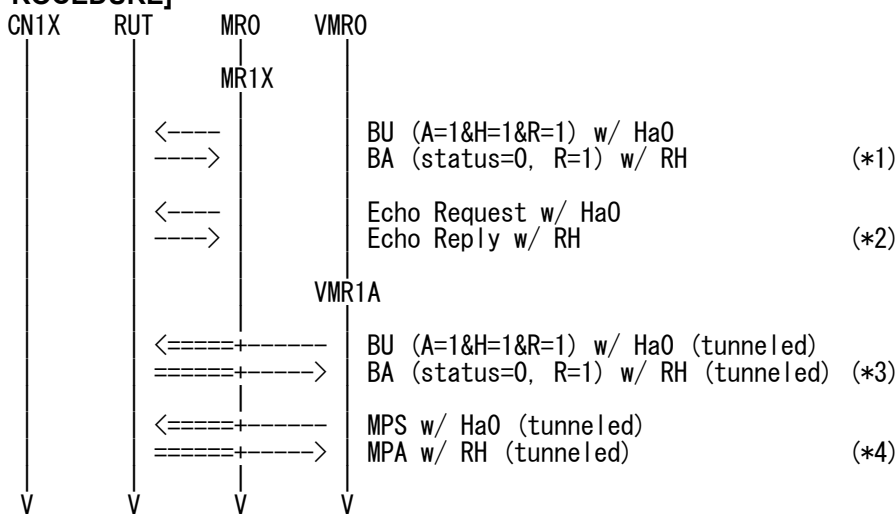 ROCEDURE]
CN1X RUT MR0 VMR0
MR1X
<---- BU (A=1&H=1&R=1) w/ HaO
----> BA (status=0, R=1) w/ RH (*1)
<---- Echo Request w/ HaO
----> Echo Reply w/ RH (*2)
VMR1A
<=====+------ BU (A=1&H=1&R=1) w/ HaO (tunneled)
======+-----> BA (status=0, R=1) w/ RH (tunneled) (*3)
<=====+------ MPS w/ HaO (tunneled)
======+-----> MPA w/ RH (tunneled) (*4)
V V V V